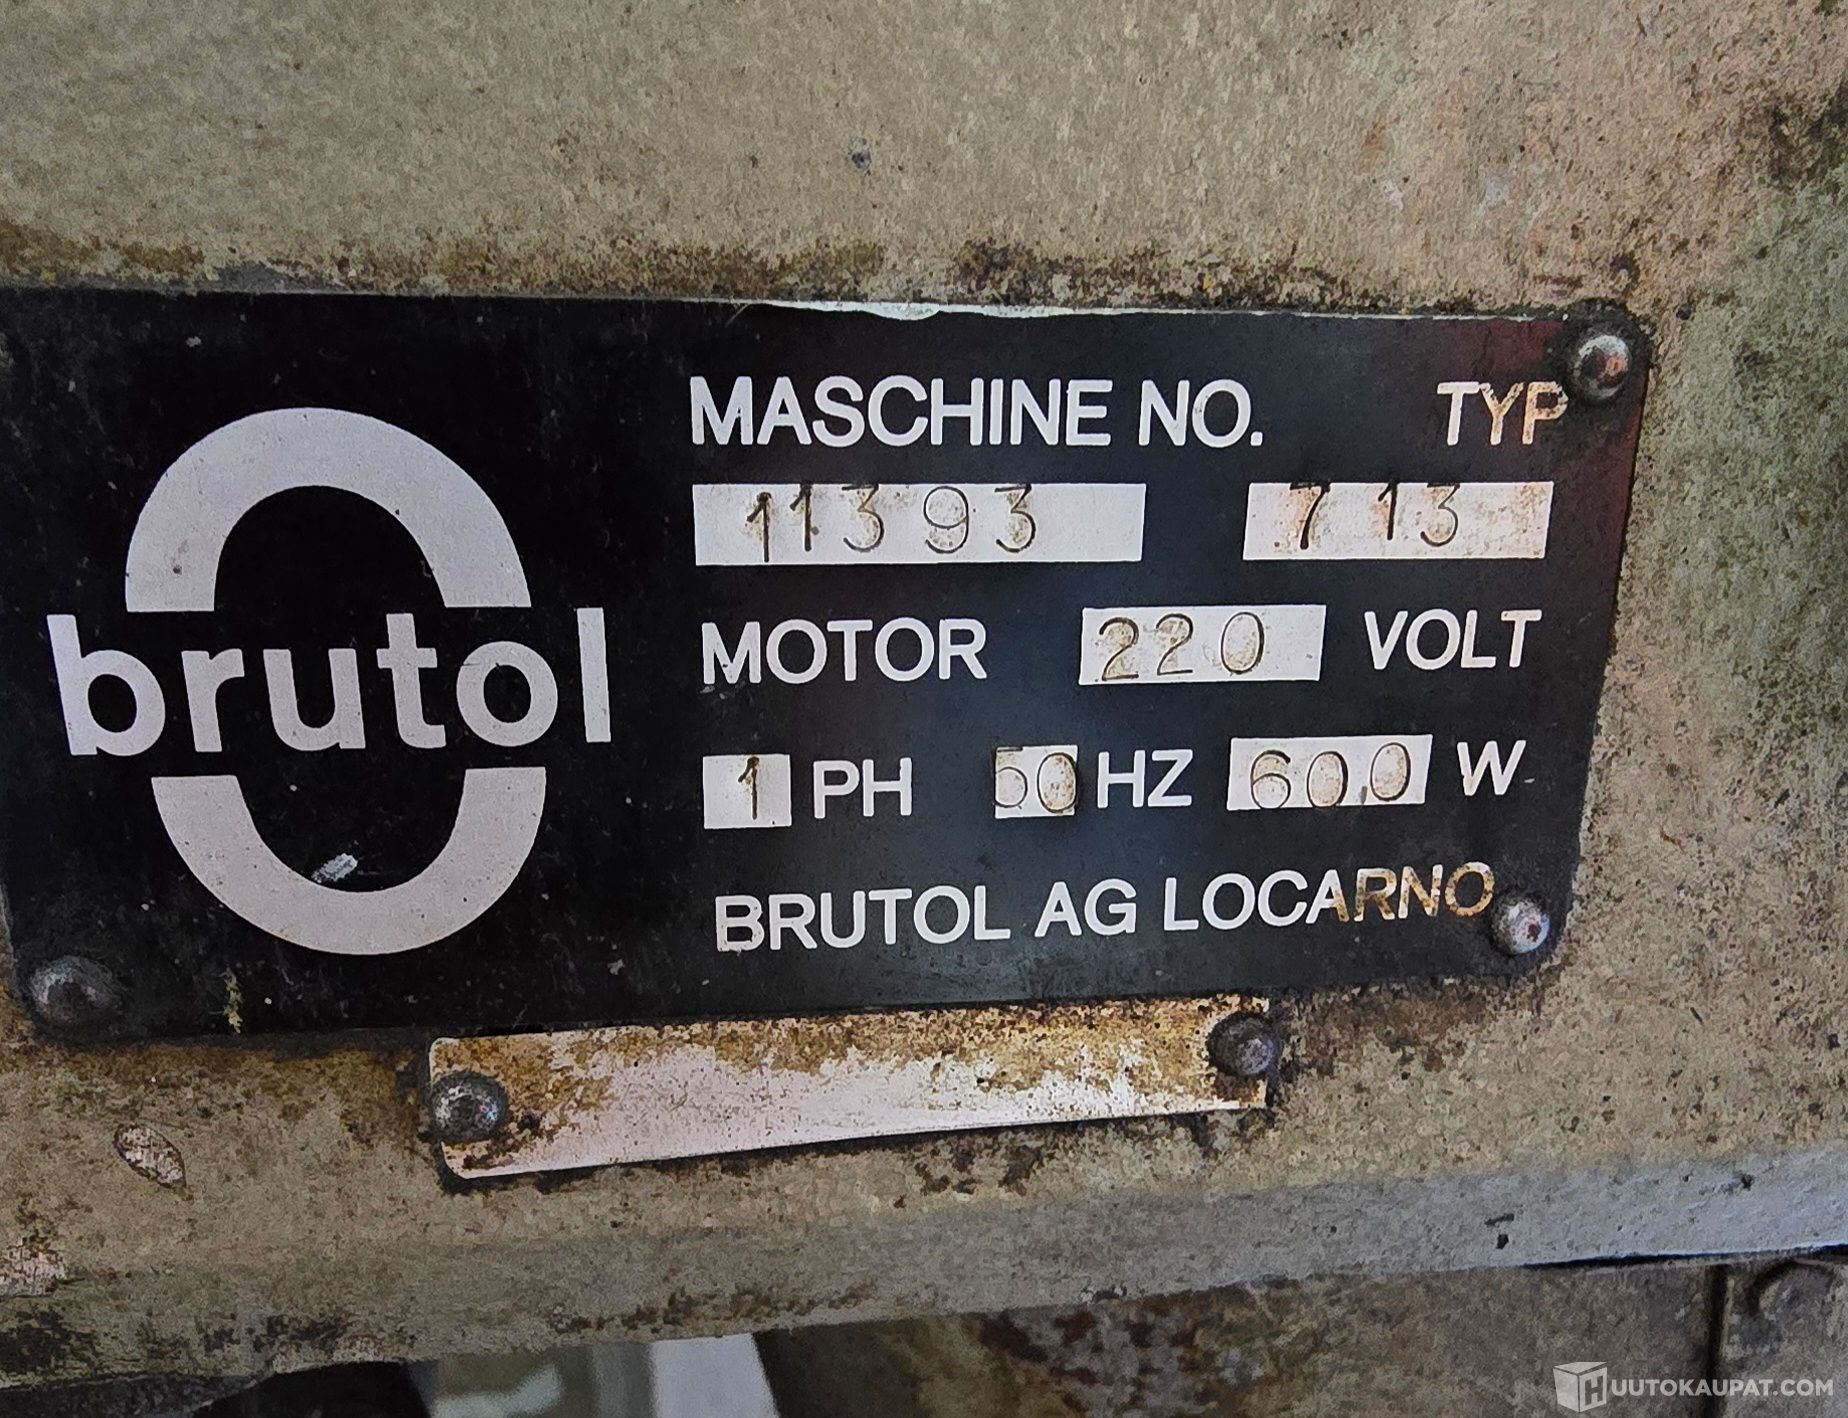 brutol
MASCHINE NO. TYP
11393 713
MOTOR 220 VOLT
1 PH 50 HZ 600 W
BRUTOL AG LOCARNO
HUUTOKAUPAT.COM